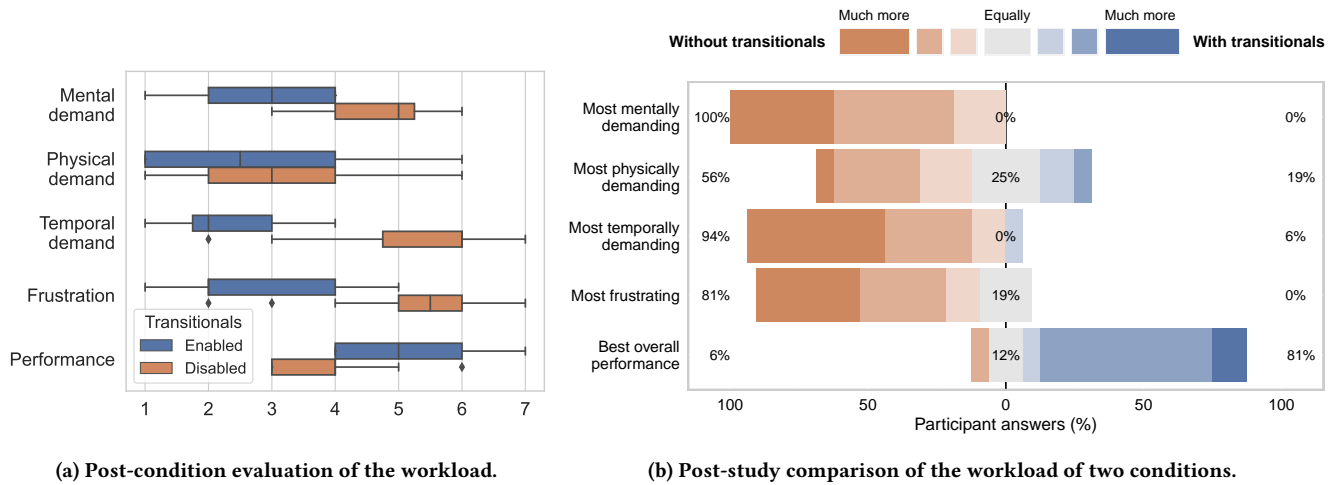 Mental
demand
Physical
demand
Temporal
demand
Frustration
Performance
Transitionals
Enabled
Disabled
1 2 3 4 5 6 7
(a) Post-condition evaluation of the workload.
Much more Equally Much more
Without transitionals With transitionals
Most mentally
demanding
100% 0% 0%
Most physically
demanding
56% 25% 19%
Most temporally
demanding
94% 0% 6%
Most frustrating
81% 19% 0%
Best overall
performance
6% 12% 81%
100 50 0 50 100
Participant answers (%)
(b) Post-study comparison of the workload of two conditions.